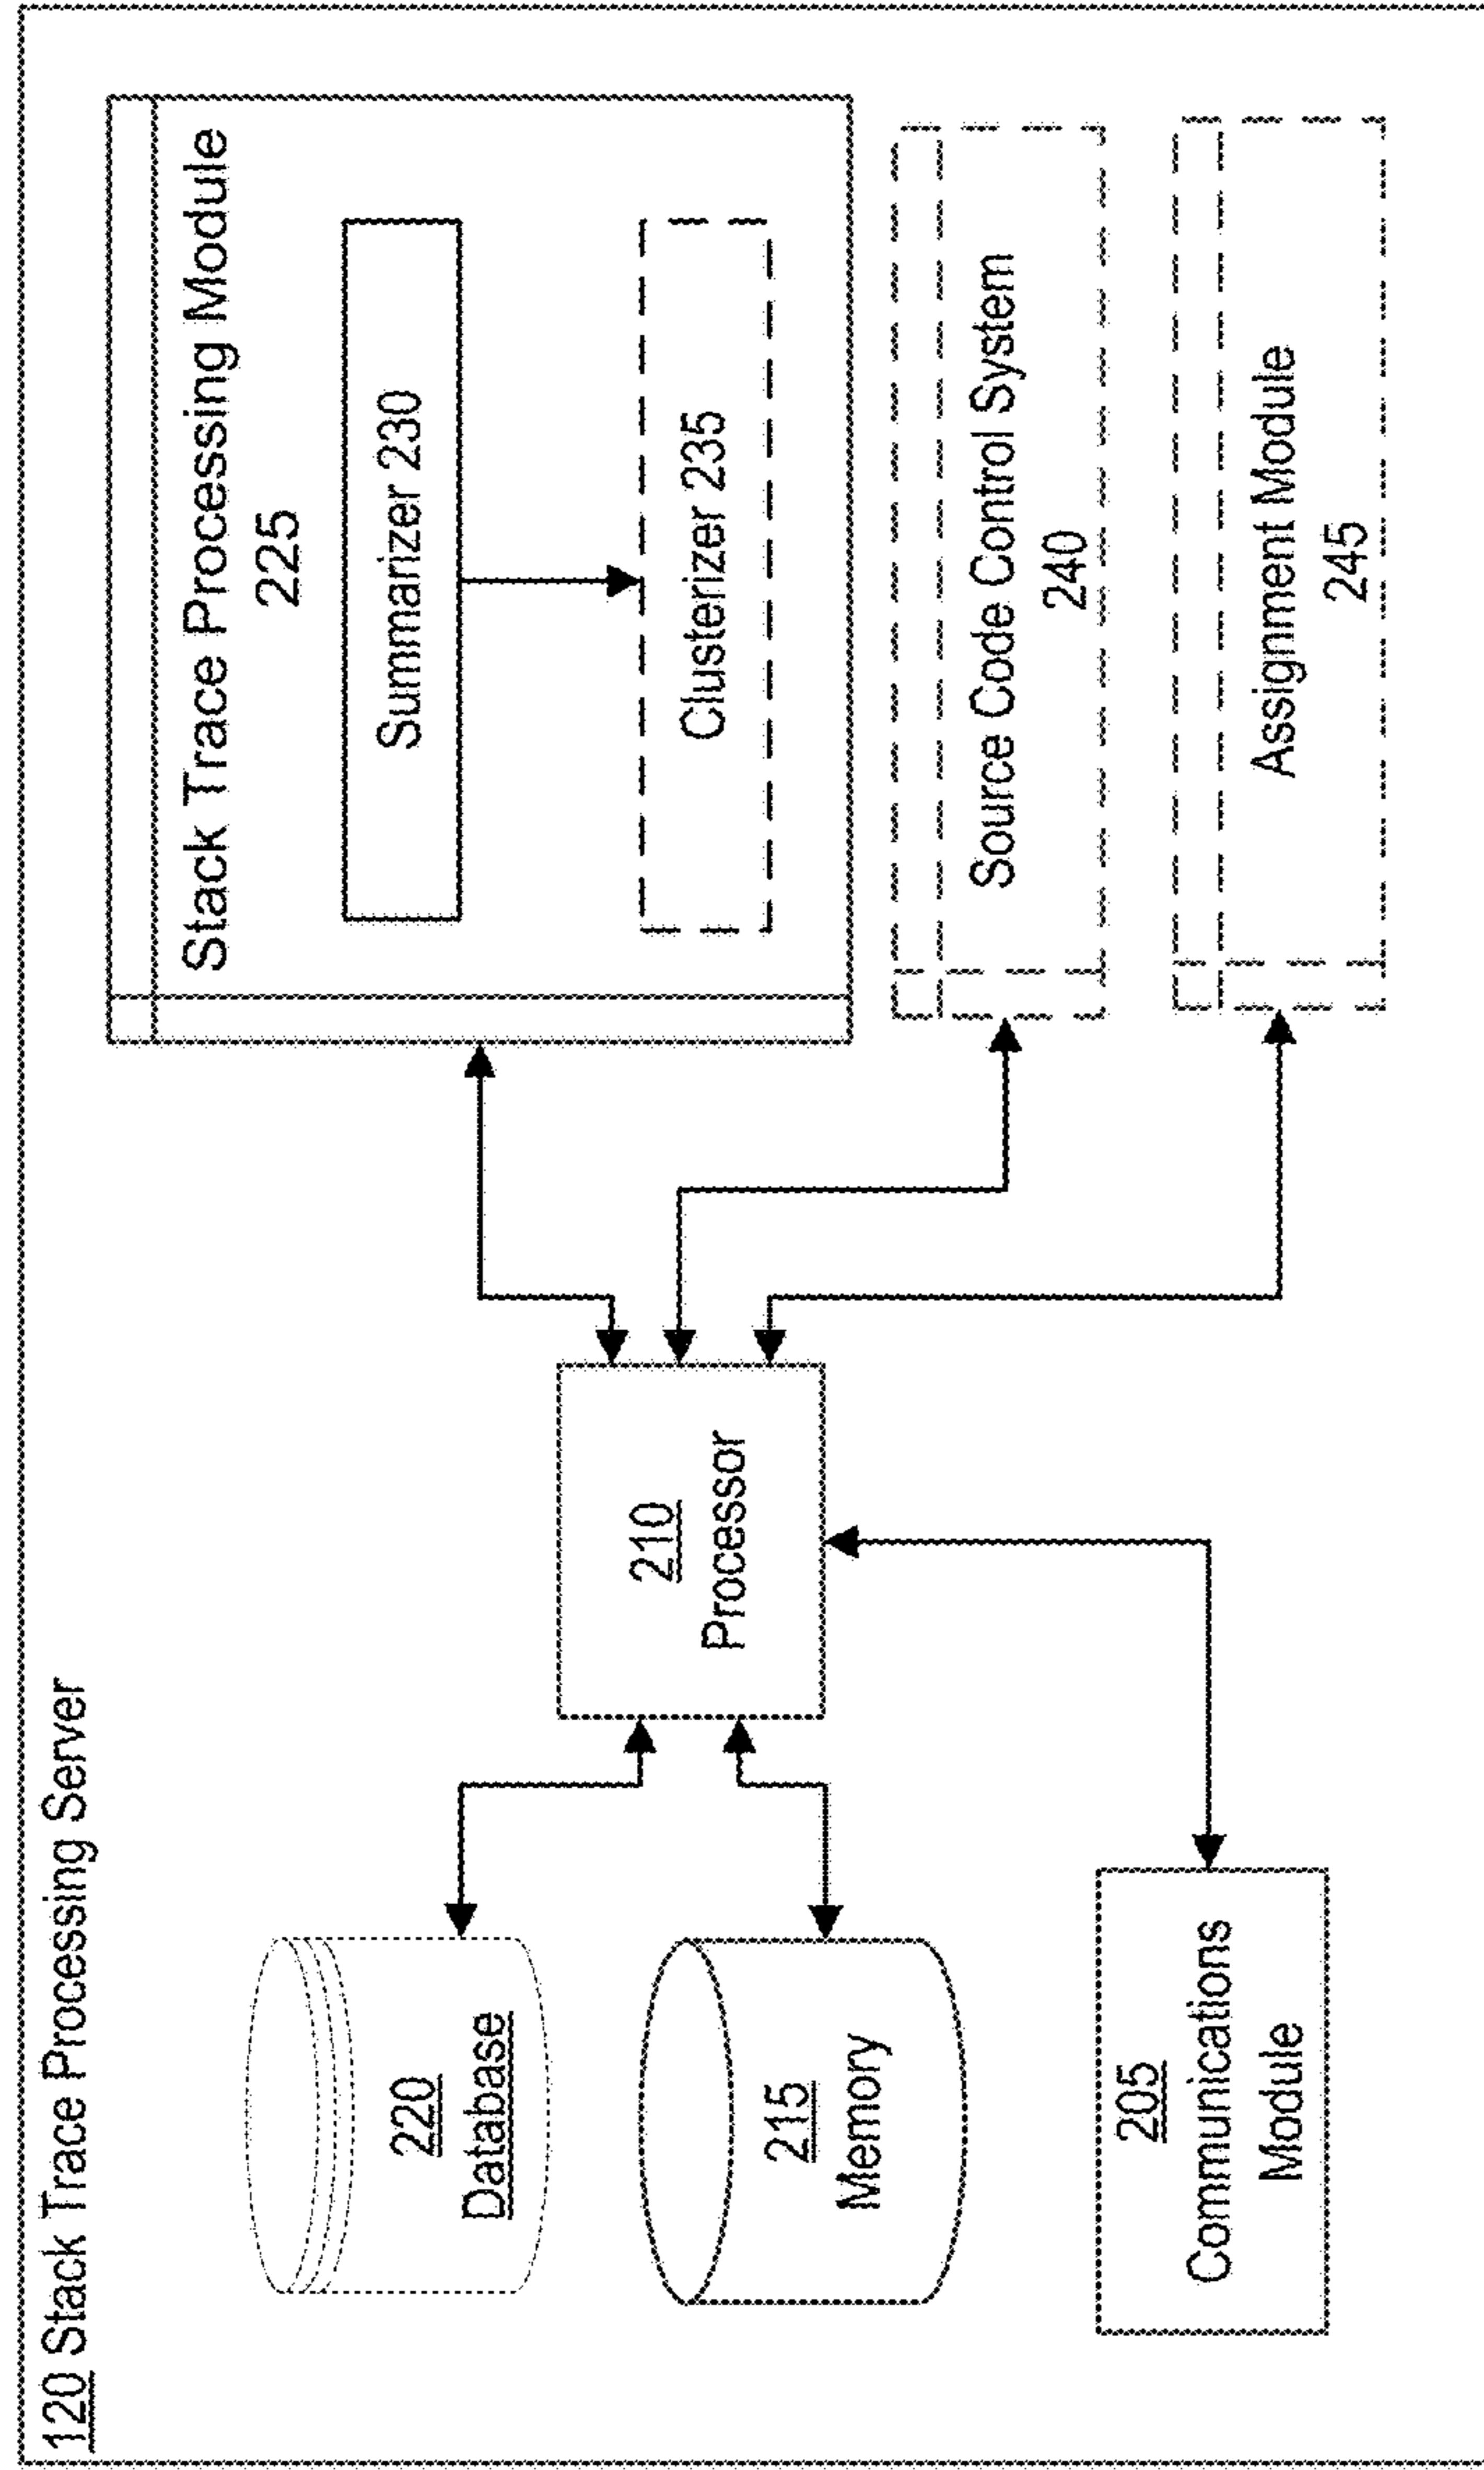 120 Stack Trace Processing Server
220
Database
215
Memory
205
Communications
Module
210
Processor
Stack Trace Processing Module
225
Summarizer 230
Clusterizer 235
Source Code Control System
240
Assignment Module
245